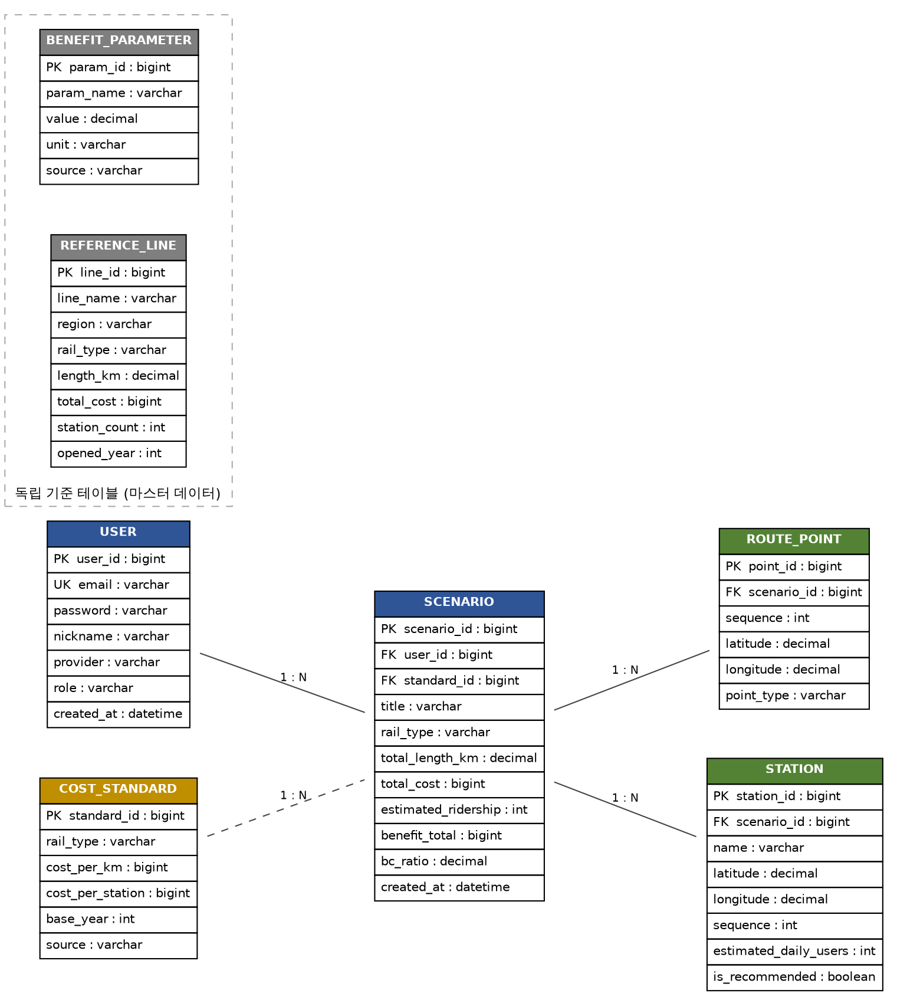 BENEFIT_PARAMETER
PK  param_id : bigint
param_name : varchar
value : decimal
unit : varchar
source : varchar
REFERENCE_LINE
PK  line_id : bigint
line_name : varchar
region : varchar
rail_type : varchar
length_km : decimal
total_cost : bigint
station_count : int
opened_year : int
독립 기준 테이블 (마스터 데이터)
USER
PK  user_id : bigint
UK  email : varchar
password : varchar
nickname : varchar
provider : varchar
role : varchar
created_at : datetime
COST_STANDARD
PK  standard_id : bigint
rail_type : varchar
cost_per_km : bigint
cost_per_station : bigint
base_year : int
source : varchar
1 : N
1 : N
SCENARIO
PK  scenario_id : bigint
FK  user_id : bigint
FK  standard_id : bigint
title : varchar
rail_type : varchar
total_length_km : decimal
total_cost : bigint
estimated_ridership : int
benefit_total : bigint
bc_ratio : decimal
created_at : datetime
1 : N
1 : N
ROUTE_POINT
PK  point_id : bigint
FK  scenario_id : bigint
sequence : int
latitude : decimal
longitude : decimal
point_type : varchar
STATION
PK  station_id : bigint
FK  scenario_id : bigint
name : varchar
latitude : decimal
longitude : decimal
sequence : int
estimated_daily_users : int
is_recommended : boolean